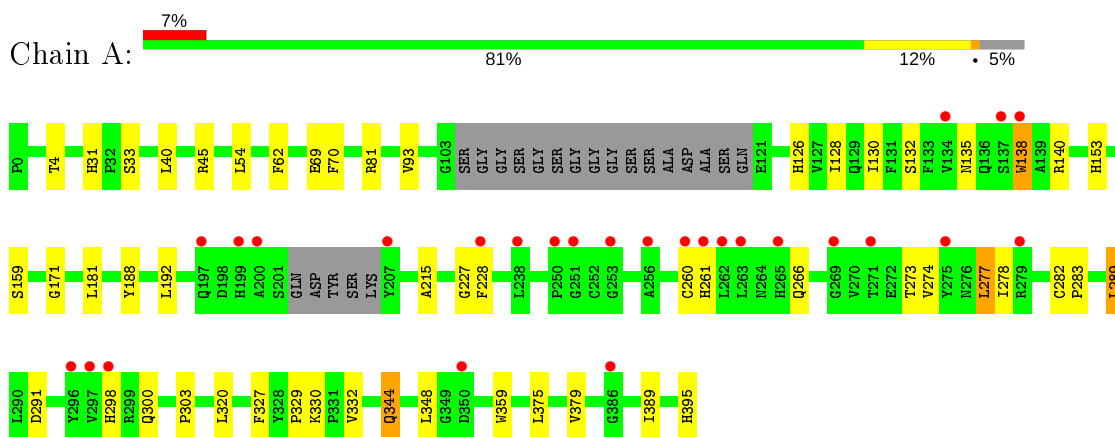 7%
Chain A:
81% 12% • 5%
P0 T4 H31 P32 S33 L40 R45 L54 F62 E69 F70 R81 V93 G103 SER GLY GLY SER GLY GLY SER GLY GLY GLY SER SER ALA ASP ALA SER GLN E121 H126 V127 I128 Q129 I130 F131 S132 F133 V134 N135 Q136 S137 W138 A139 R140 H153
S159 G171 L181 Y188 L192 Q197 D198 H199 A200 S201 GLN ASP TYR SER LYS Y207 A215 G227 F228 L238 P250 G251 C252 G253 A256 C260 H261 L262 L263 N264 H265 Q266 G269 V270 T271 E272 T273 V274 Y275 N276 L277 I278 R279 C282 P283
L290 D291 Y296 V297 H298 R299 Q300 P303 L320 F327 Y328 P329 K330 P331 V332 Q344 L348 G349 D350 W359 L375 V379 G386 I389 H395